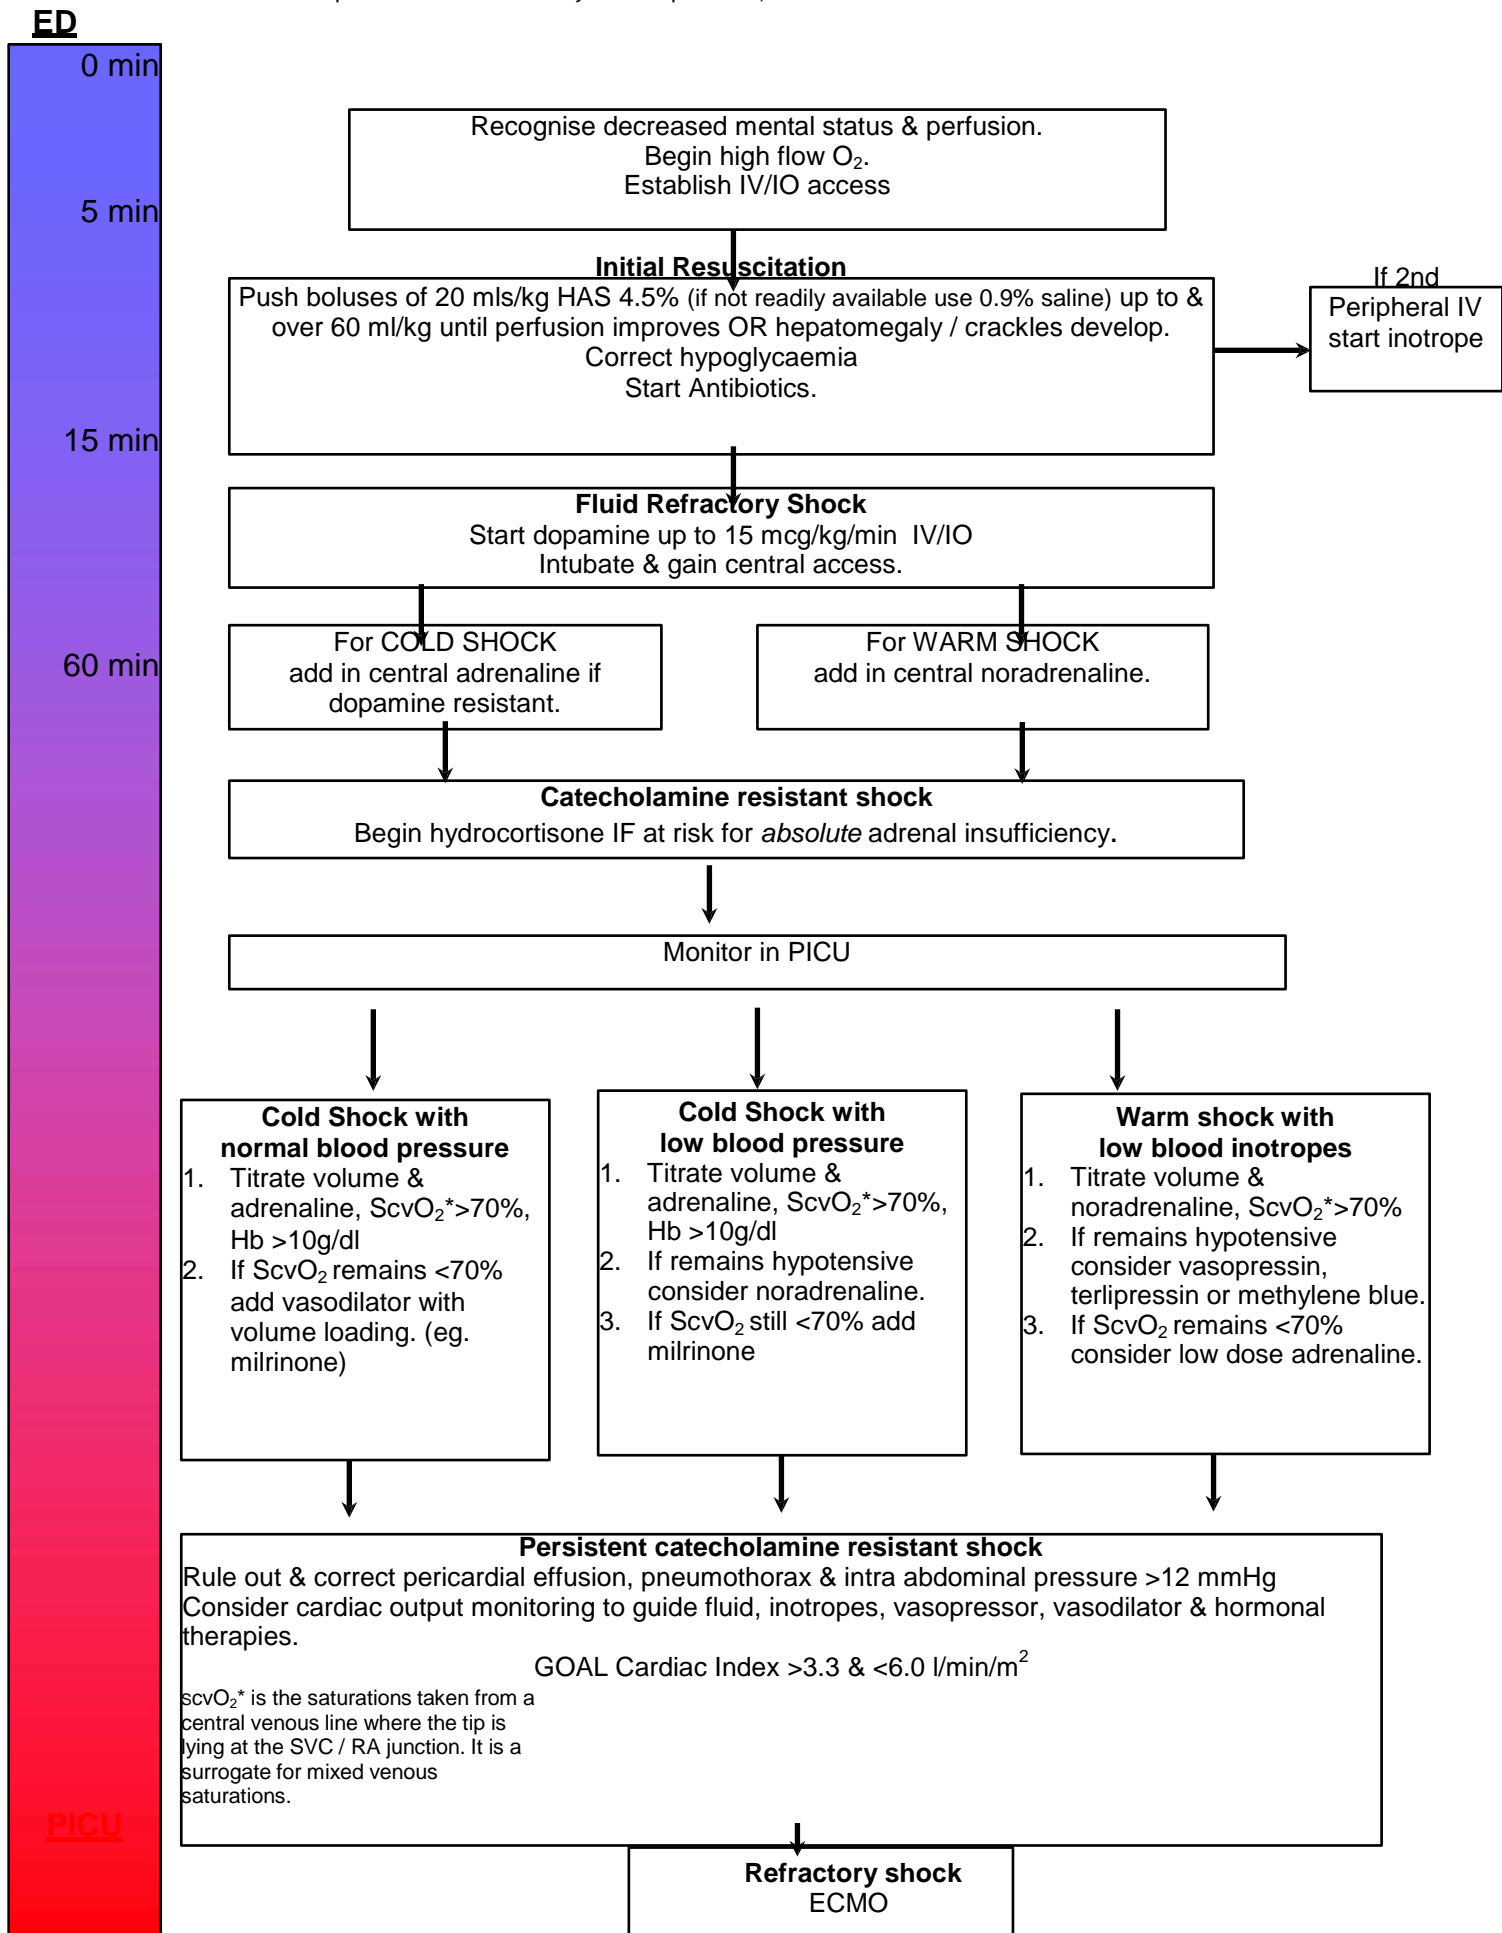 ED
0 min
Recognise decreased mental status & perfusion.
Begin high flow O₂.
Establish IV/IO access
5 min
Initial Resuscitation
Push boluses of 20 mls/kg HAS 4.5% (if not readily available use 0.9% saline) up to &
over 60 ml/kg until perfusion improves OR hepatomegaly / crackles develop.
Correct hypoglycaemia
Start Antibiotics.
If 2nd
Peripheral IV
start inotrope
15 min
Fluid Refractory Shock
Start dopamine up to 15 mcg/kg/min IV/IO
Intubate & gain central access.
60 min
For COLD SHOCK
add in central adrenaline if
dopamine resistant.
For WARM SHOCK
add in central noradrenaline.
Catecholamine resistant shock
Begin hydrocortisone IF at risk for absolute adrenal insufficiency.
Monitor in PICU
Cold Shock with
normal blood pressure
1. Titrate volume &
adrenaline, ScvO₂*>70%,
Hb >10g/dl
2. If ScvO₂ remains <70%
add vasodilator with
volume loading. (eg.
milrinone)
Cold Shock with
low blood pressure
1. Titrate volume &
adrenaline, ScvO₂*>70%,
Hb >10g/dl
2. If remains hypotensive
consider noradrenaline.
3. If ScvO₂ still <70% add
milrinone
Warm shock with
low blood inotropes
1. Titrate volume &
noradrenaline, ScvO₂*>70%
2. If remains hypotensive
consider vasopressin,
terlipressin or methylene blue.
3. If ScvO₂ remains <70%
consider low dose adrenaline.
Persistent catecholamine resistant shock
Rule out & correct pericardial effusion, pneumothorax & intra abdominal pressure >12 mmHg
Consider cardiac output monitoring to guide fluid, inotropes, vasopressor, vasodilator & hormonal
therapies.
GOAL Cardiac Index >3.3 & <6.0 l/min/m²
scvO₂* is the saturations taken from a
central venous line where the tip is
lying at the SVC / RA junction. It is a
surrogate for mixed venous
saturations.
PICU
Refractory shock
ECMO